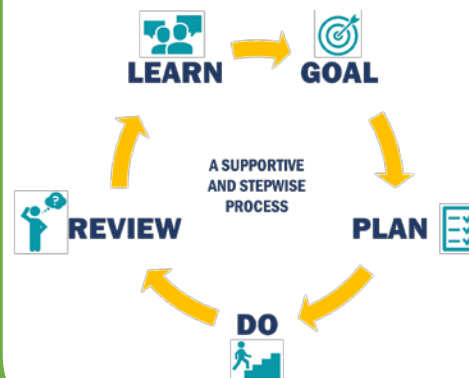 LEARN
GOAL
A SUPPORTIVE
AND STEPWISE
PROCESS
REVIEW
PLAN
DO
?